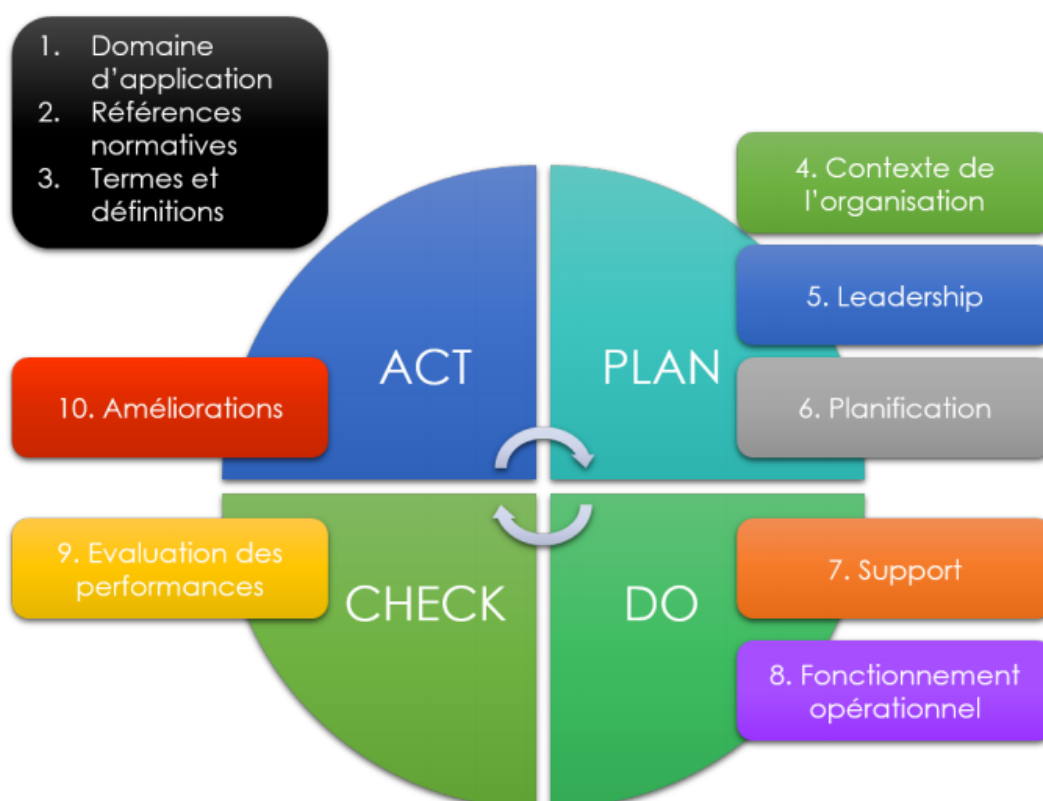 1. Domaine
d'application
2. Références
normatives
3. Termes et
définitions
4. Contexte de
l'organisation
5. Leadership
ACT
PLAN
10. Améliorations
6. Planification
9. Evaluation des
performances
7. Support
CHECK
DO
8. Fonctionnement
opérationnel